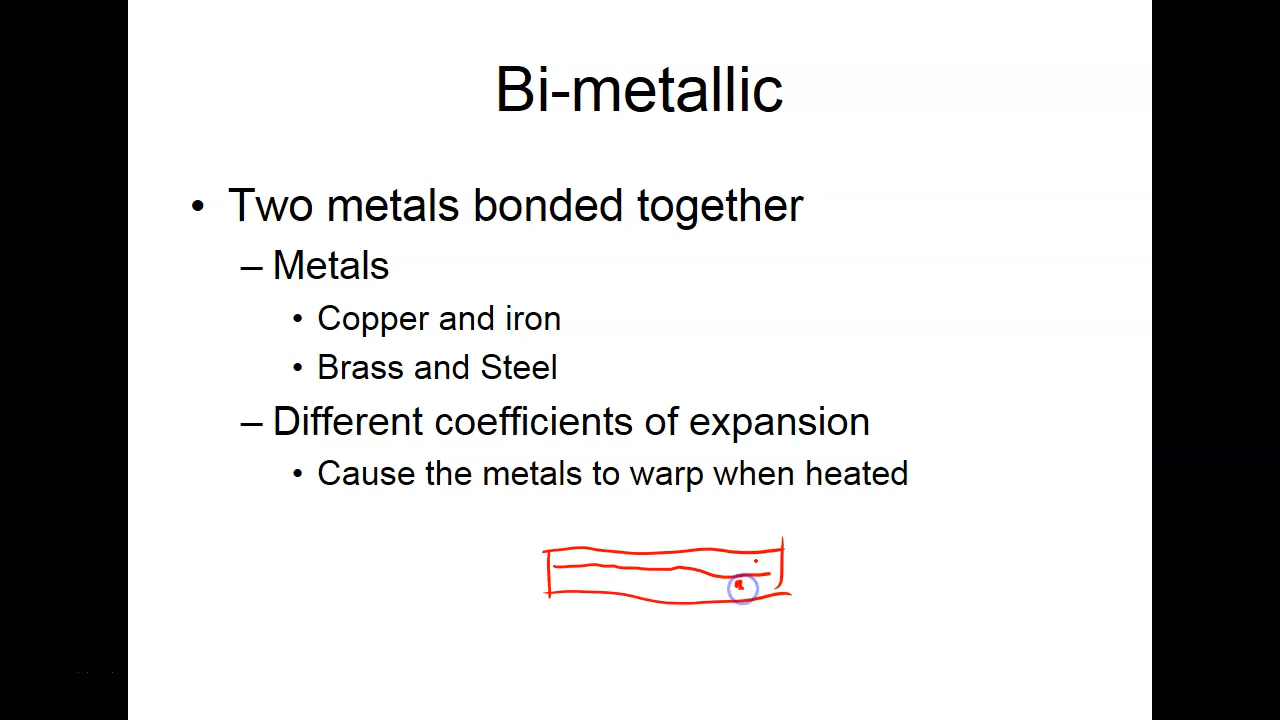 Bi-metallic
• Two metals bonded together
– Metals
• Copper and iron
• Brass and Steel
– Different coefficients of expansion
• Cause the metals to warp when heated